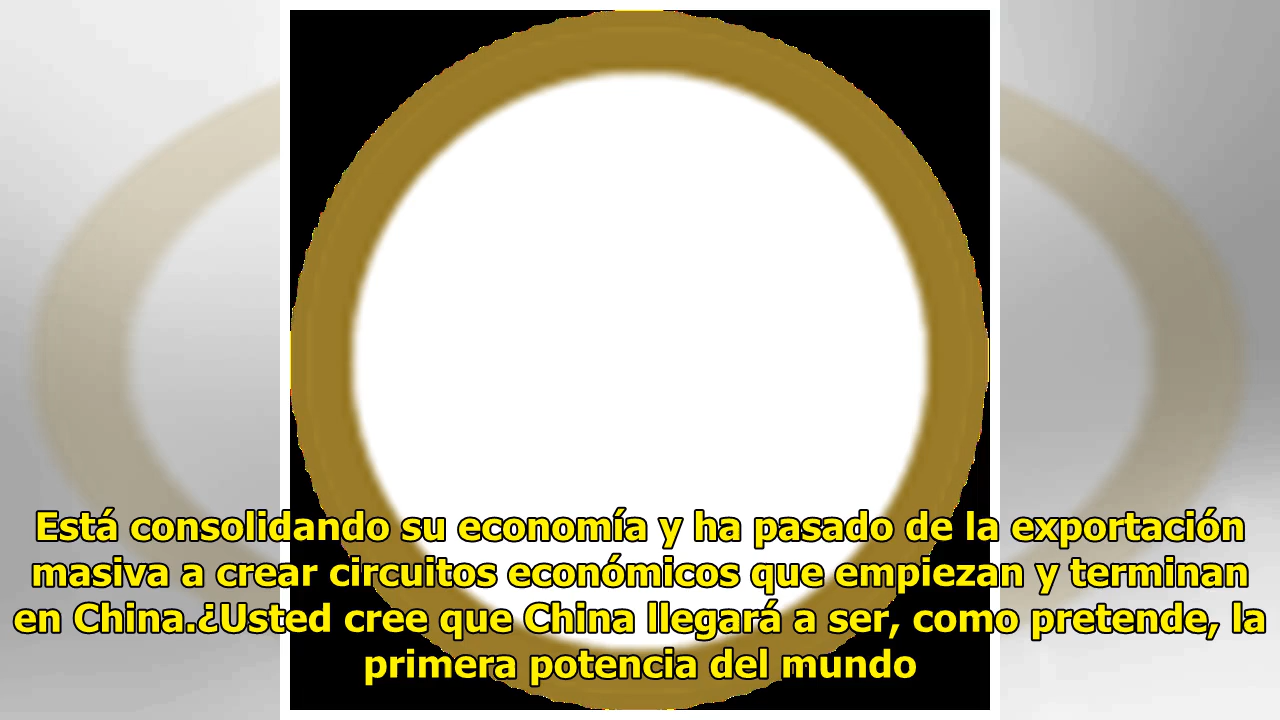 Está consolidando su economía y ha pasado de la exportación
masiva a crear circuitos económicos que empiezan y terminan
en China.¿Usted cree que China llegará a ser, como pretende, la
primera potencia del mundo